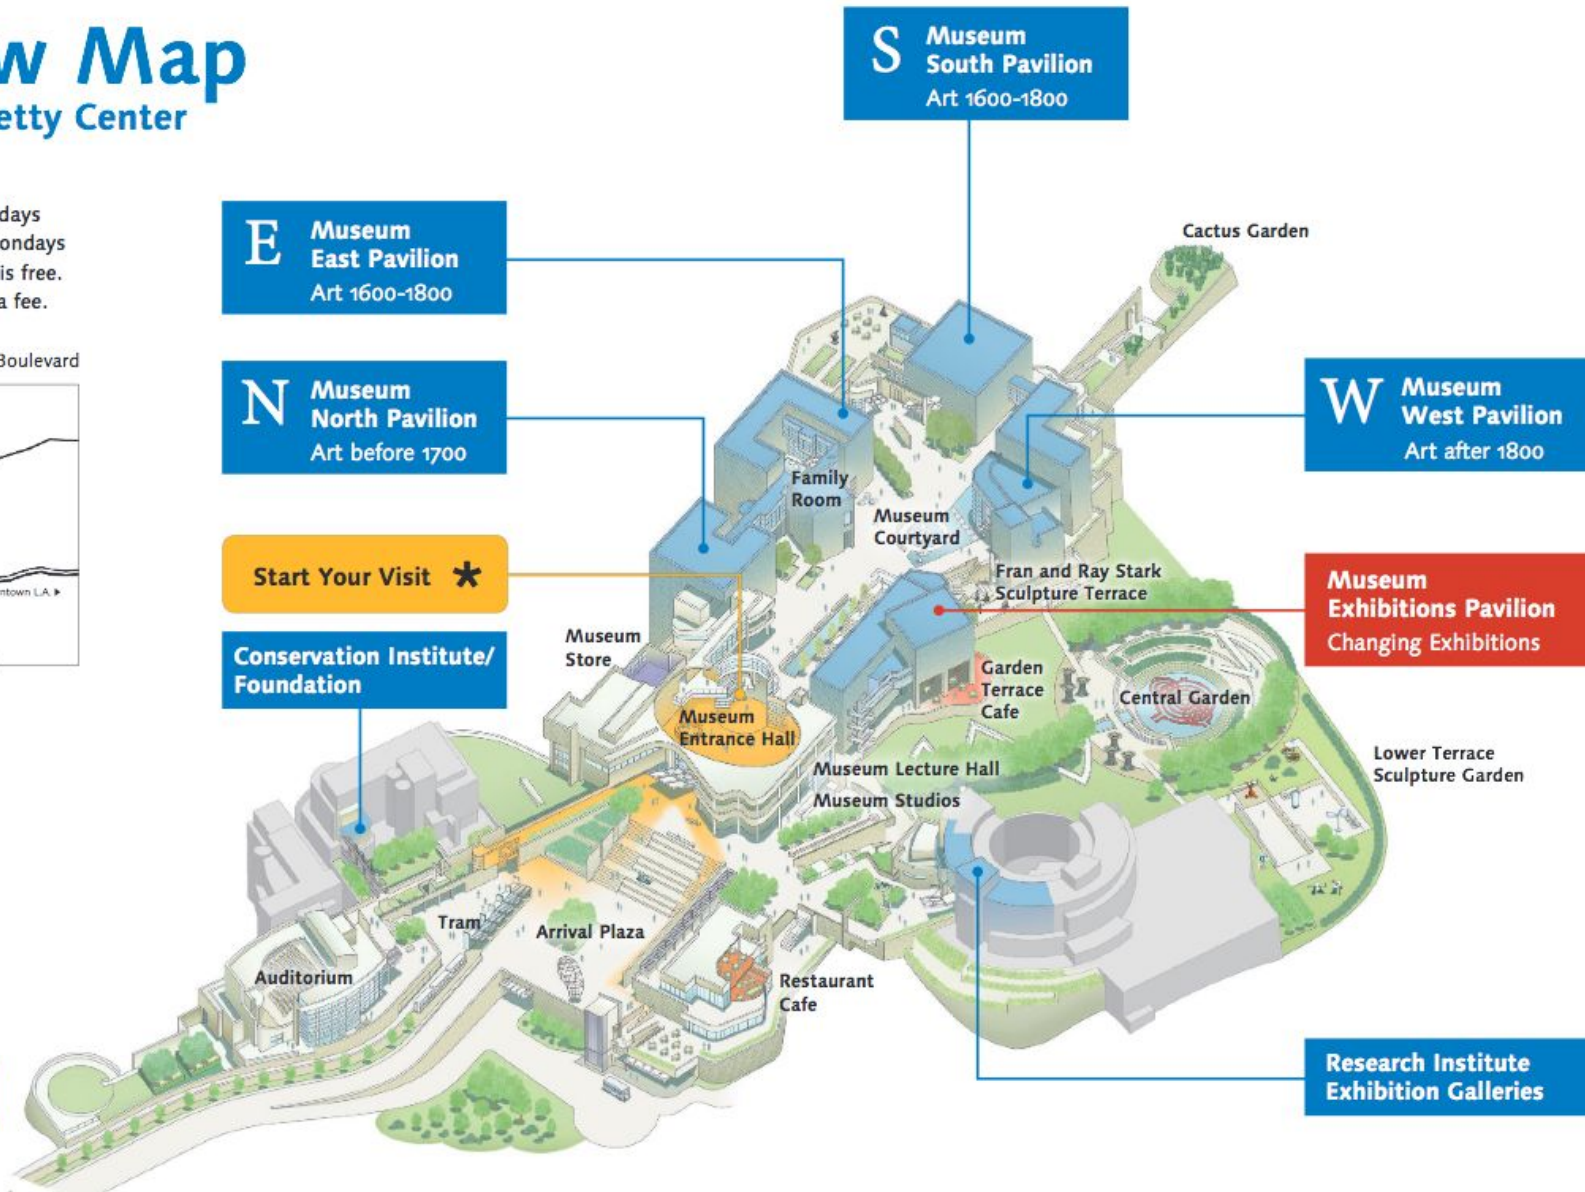 w Map
etty Center
days
ondays
is free.
a fee.
Boulevard
ntown L.A.
S
Museum
South Pavilion
Art 1600-1800
E
Museum
East Pavilion
Art 1600-1800
N
Museum
North Pavilion
Art before 1700
Start Your Visit *
Conservation Institute/
Foundation
Cactus Garden
W
Museum
West Pavilion
Art after 1800
Museum
Exhibitions Pavilion
Changing Exhibitions
Family
Room
Museum
Courtyard
Fran and Ray Stark
Sculpture Terrace
Museum
Store
Museum
Entrance Hall
Garden
Terrace
Cafe
Central Garden
Lower Terrace
Sculpture Garden
Museum Lecture Hall
Museum Studios
Tram
Arrival Plaza
Auditorium
Restaurant
Cafe
Research Institute
Exhibition Galleries